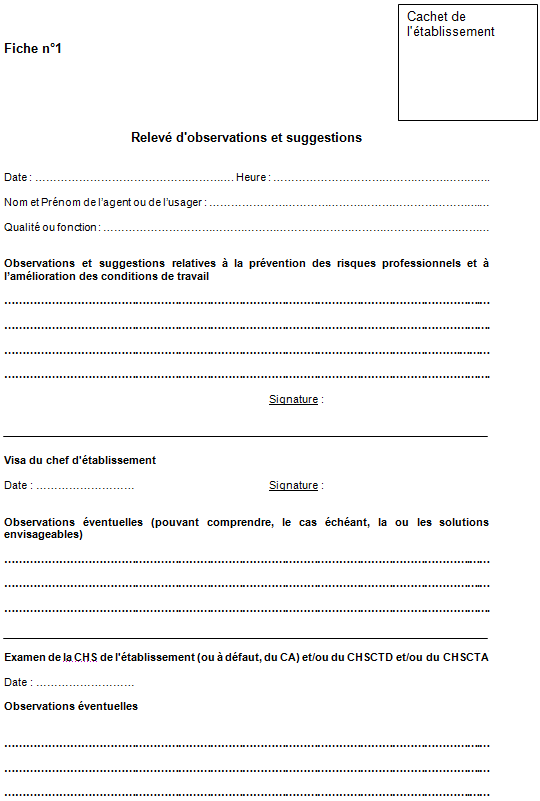 Cachet de
l'établissement
Fiche n°1
Relevé d'observations et suggestions
Date : ………………………………………………. Heure : ……………………………………………………
Nom et Prénom de l'agent ou de l'usager : ……………………………………………………………………
Qualité ou fonction : ………………………………………………………………………………………………
Observations et suggestions relatives à la prévention des risques professionnels et à
l'amélioration des conditions de travail
…………………………………………………………………………………………………………………
…………………………………………………………………………………………………………………
…………………………………………………………………………………………………………………
…………………………………………………………………………………………………………………
Signature :
Visa du chef d'établissement
Date : ………………………	Signature :
Observations éventuelles (pouvant comprendre, le cas échéant, la ou les solutions
envisageables)
…………………………………………………………………………………………………………………
…………………………………………………………………………………………………………………
…………………………………………………………………………………………………………………
Examen de la CHS de l'établissement (ou à défaut, du CA) et/ou du CHSCTD et/ou du CHSCTA
Date : ………………………
Observations éventuelles
…………………………………………………………………………………………………………………
…………………………………………………………………………………………………………………
…………………………………………………………………………………………………………………